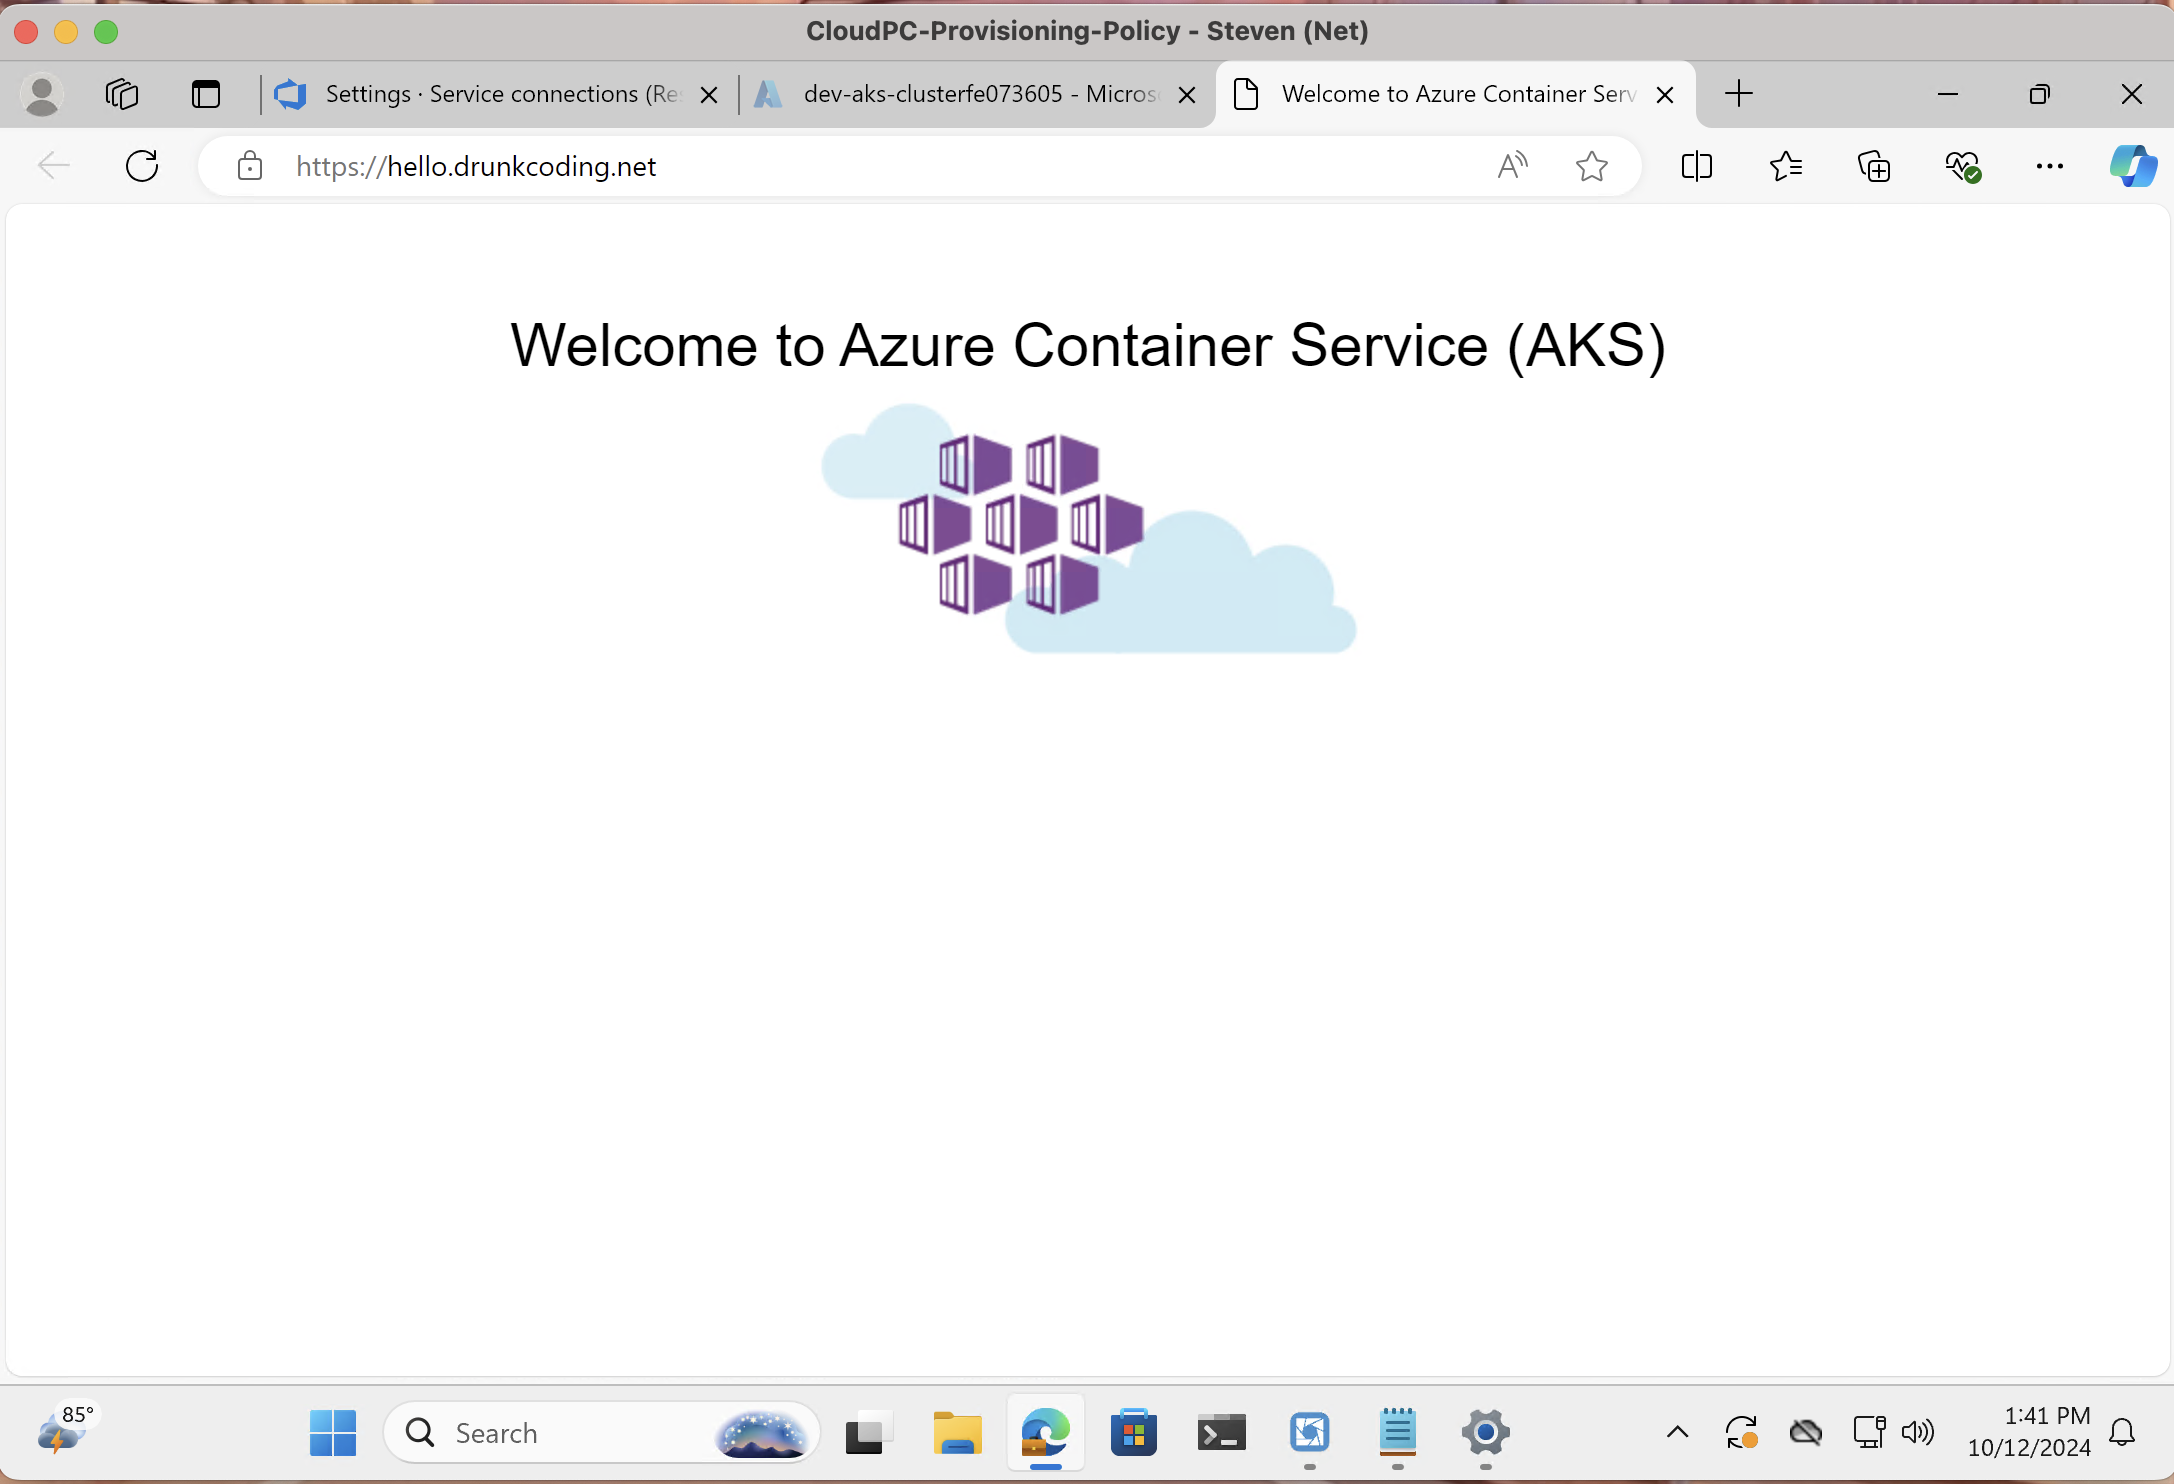 CloudPC-Provisioning-Policy - Steven (Net)
Settings · Service connections (Re
dev-aks-clusterfe073605 - Micros
Welcome to Azure Container Serv
https://hello.drunkcoding.net
Welcome to Azure Container Service (AKS)
85°
Search
1:41 PM
10/12/2024